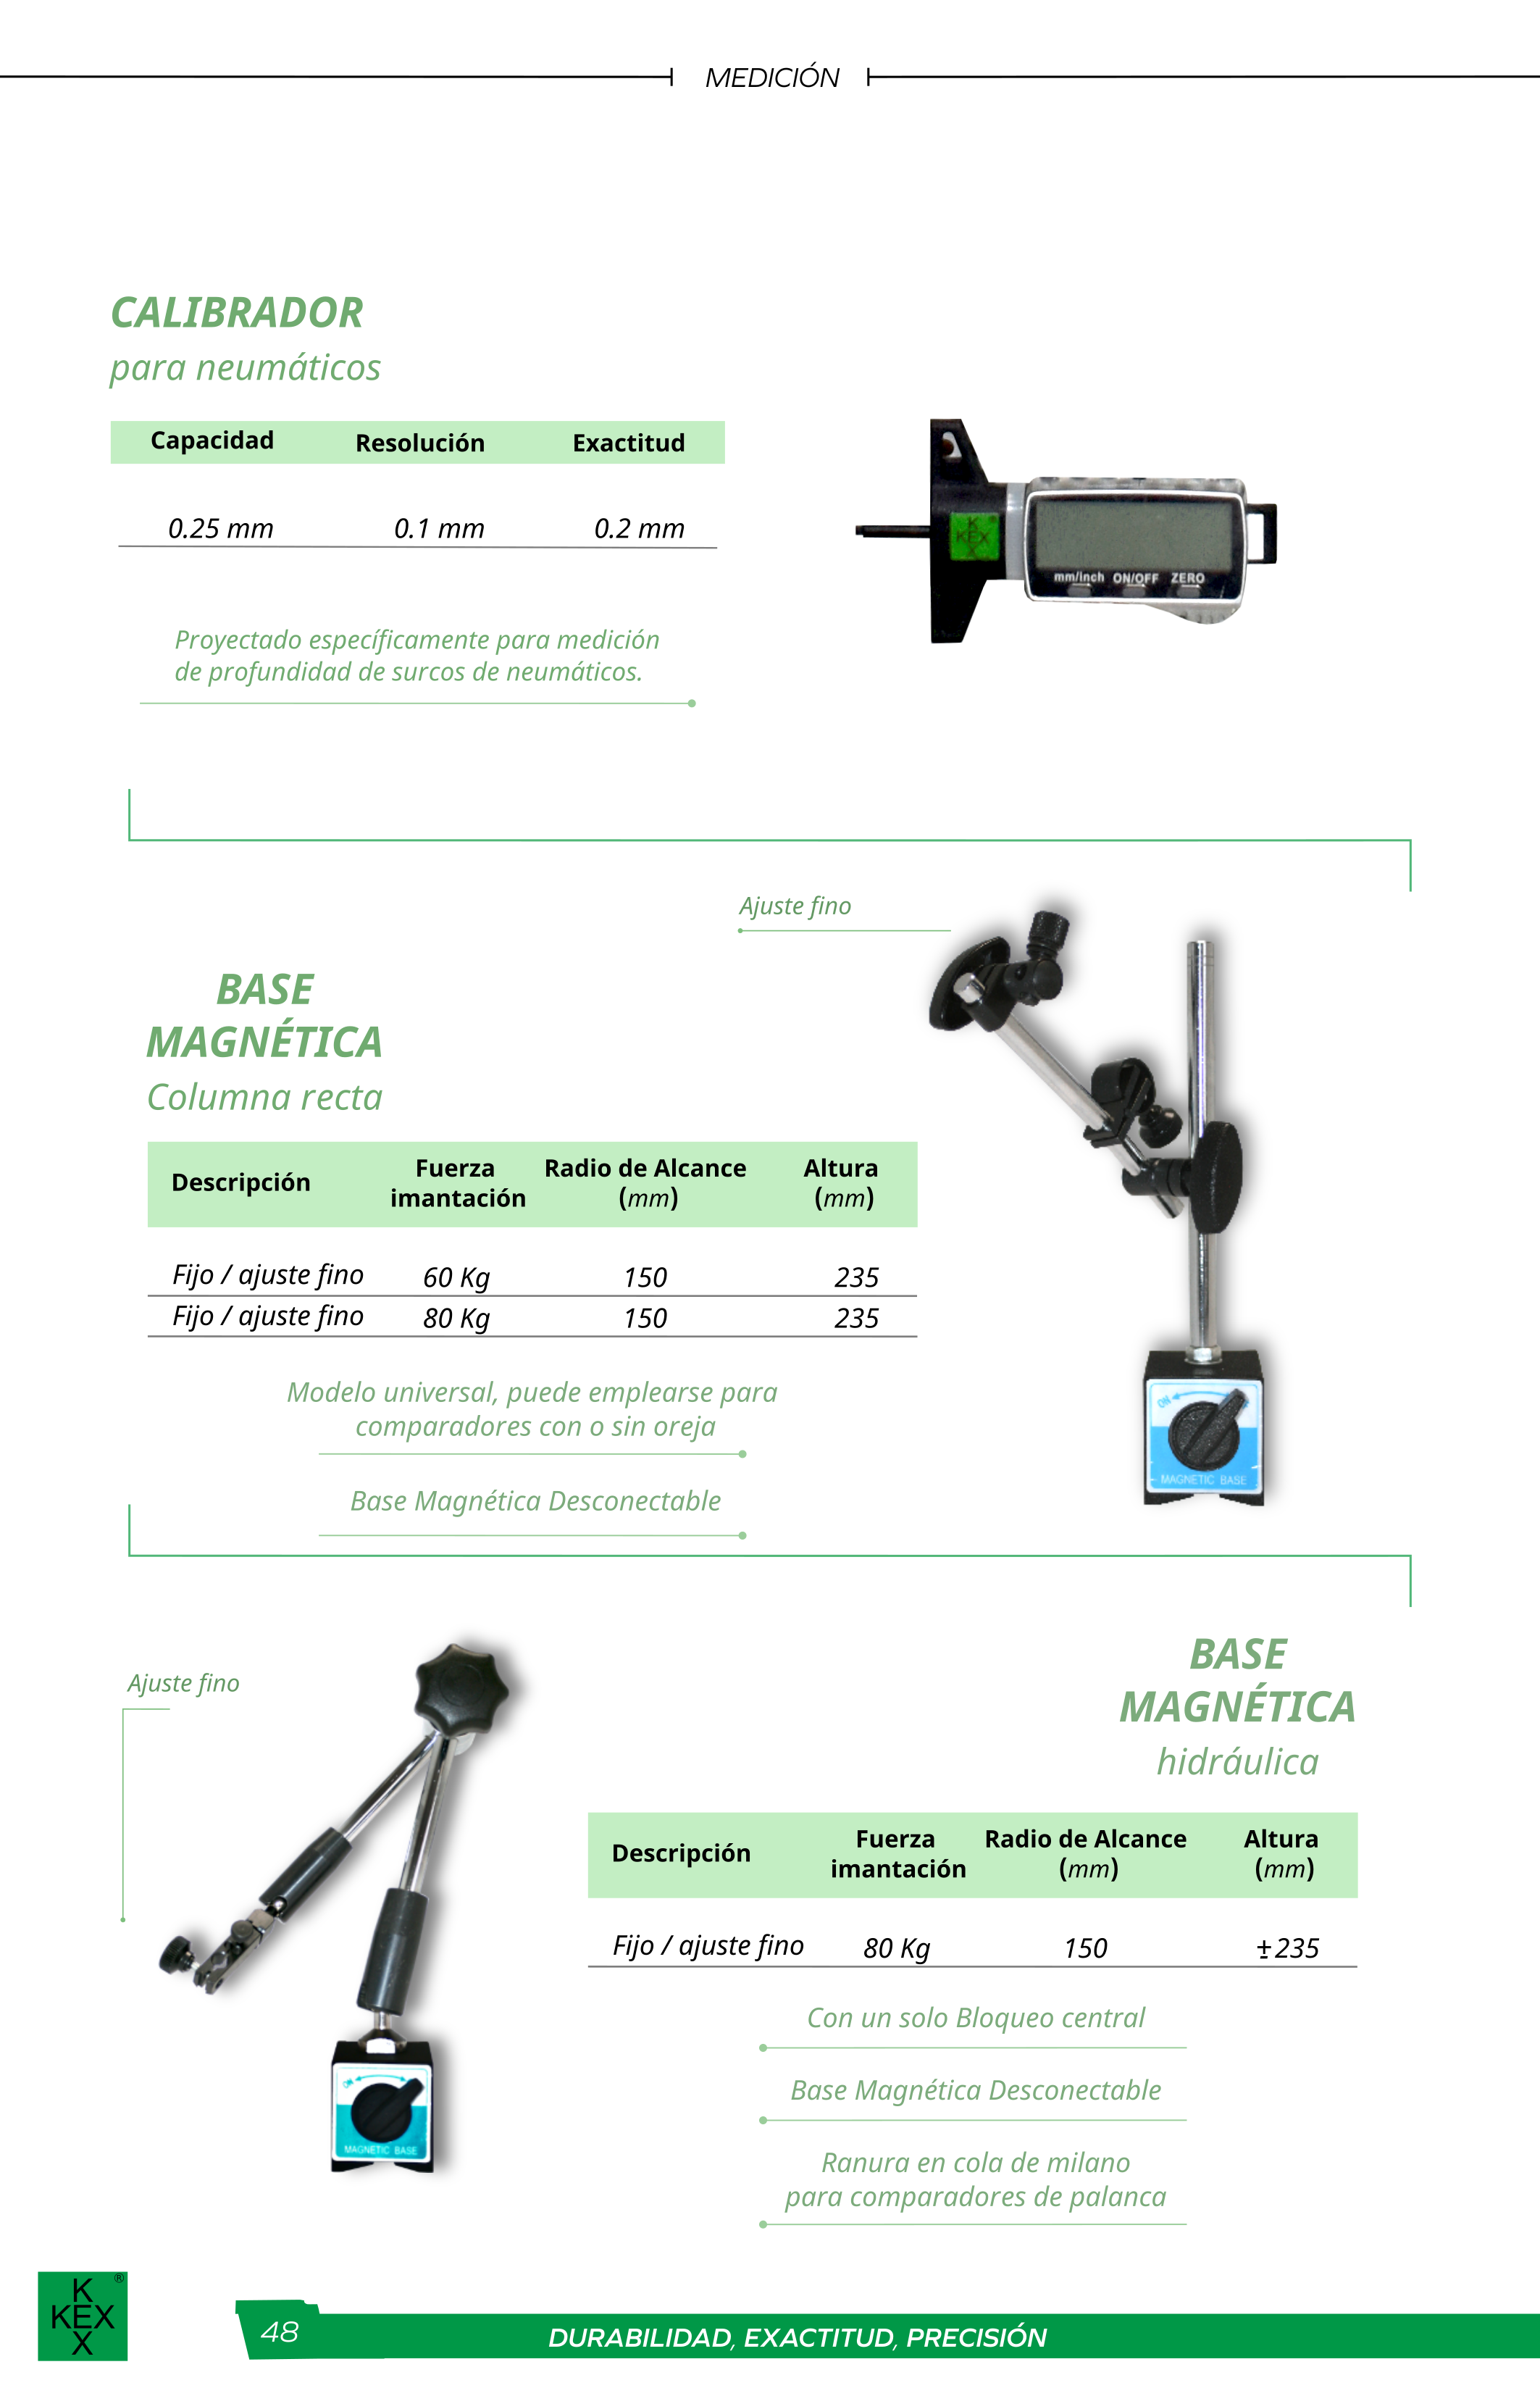 MEDICIÓN
CALIBRADOR
para neumáticos
Capacidad Resolución Exactitud
0.25 mm 0.1 mm 0.2 mm
Proyectado específicamente para medición
de profundidad de surcos de neumáticos.
K
KEX
X
mm/inch ON/OFF ZERO
Ajuste fino
BASE
MAGNÉTICA
Columna recta
Descripción Fuerza imantación Radio de Alcance (mm) Altura (mm)
Fijo / ajuste fino 60 Kg 150 235
Fijo / ajuste fino 80 Kg 150 235
Modelo universal, puede emplearse para
comparadores con o sin oreja
Base Magnética Desconectable
ON
MAGNETIC BASE
Ajuste fino
BASE
MAGNÉTICA
hidráulica
Descripción Fuerza imantación Radio de Alcance (mm) Altura (mm)
Fijo / ajuste fino 80 Kg 150 ±235
Con un solo Bloqueo central
Base Magnética Desconectable
Ranura en cola de milano
para comparadores de palanca
ON
MAGNETIC BASE
K ®
KEX
X
48
DURABILIDAD, EXACTITUD, PRECISIÓN